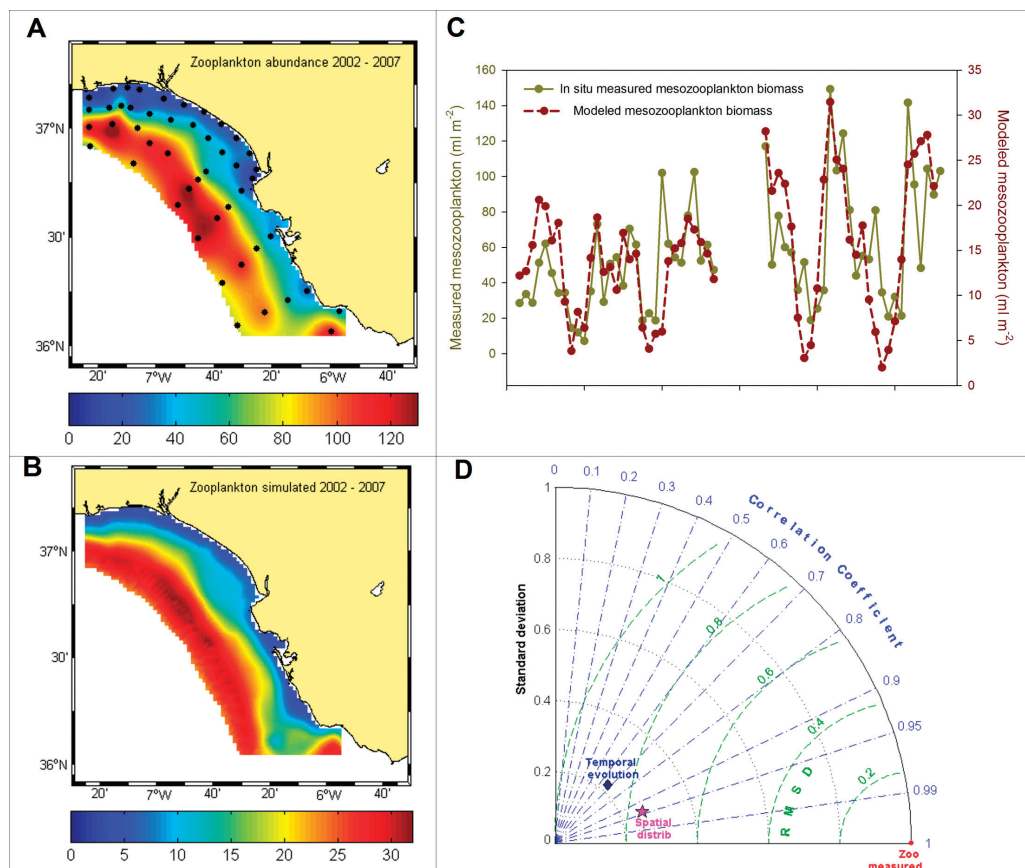 A
Zooplankton abundance 2002 - 2007
37°N
30'
36°N
20' 7°W 40' 20' 6°W 40'
0 20 40 60 80 100 120
B
Zooplankton simulated 2002 - 2007
37°N
30'
36°N
20' 7°W 40' 20' 6°W 40'
0 5 10 15 20 25 30
C
In situ measured mesozooplankton biomass
Modeled mesozooplankton biomass
Measured mesozooplankton (ml m⁻²)
160
140
120
100
80
60
40
20
0
35
30
25
20
15
10
5
0
Modeled mesozooplankton (ml m⁻²)
D
Standard deviation
1
0.8
0.6
0.4
0.2
0
0 0.1 0.2 0.3 0.4 0.5 0.6 0.7 0.8 0.9 0.95 0.99 1
Correlation Coefficient
1 0.8 0.6 0.4 0.2
RMSD
Temporal
evolution
Spatial
distrib
Zoo
measured